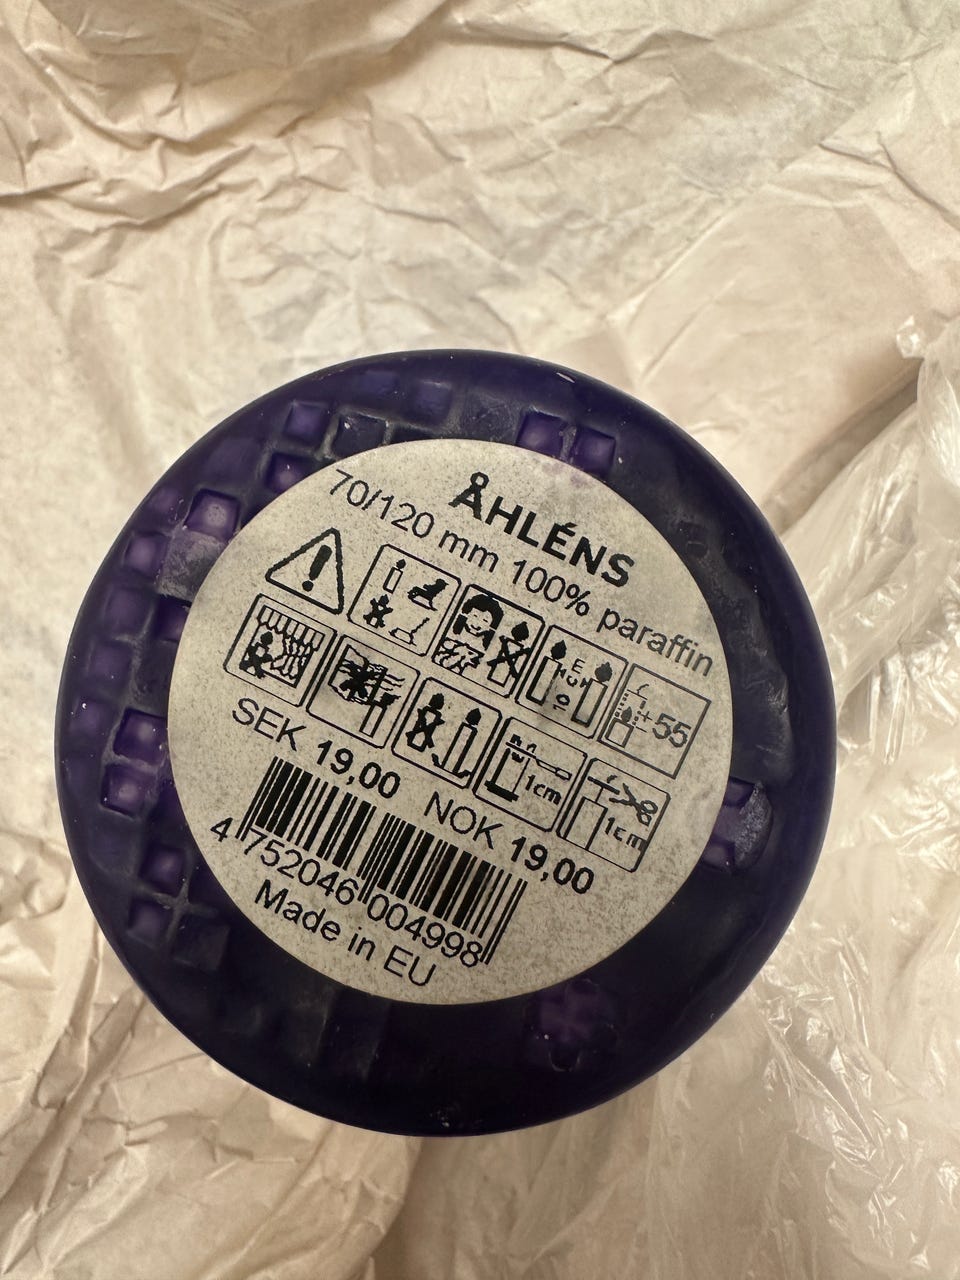 ÅHLÉNS
70/120 mm 100% paraffin
+55
1cm
1cm
SEK 19,00 NOK 19,00
4 752046 004998
Made in EU